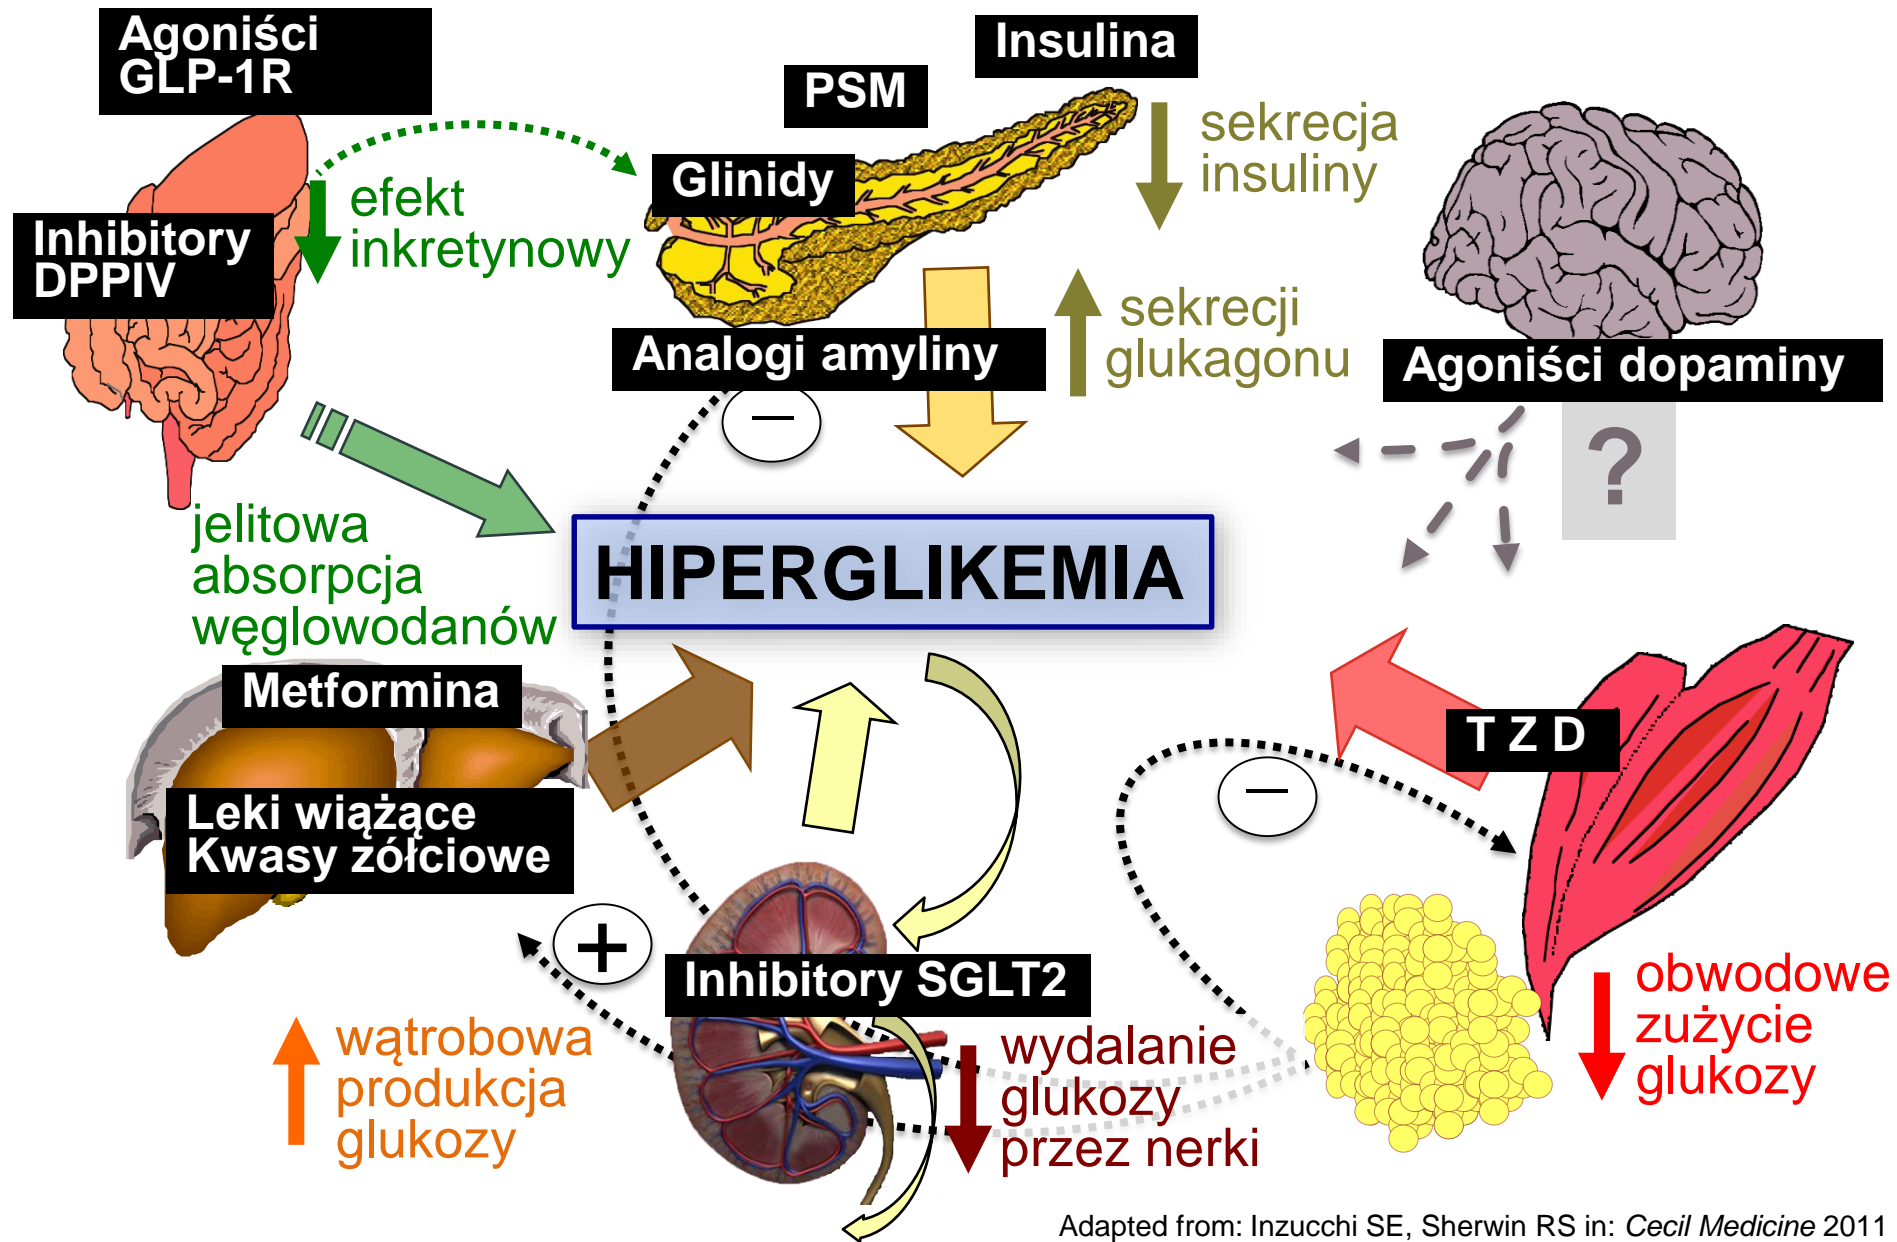 Agoniści
GLP-1R
Insulina
PSM
sekrecja
insuliny
Glinidy
efekt
inkretynowy
Inhibitory
DPPIV
sekrecji
glukagonu
Analogi amyliny
Agoniści dopaminy
—
?
jelitowa
absorpcja
węglowodanów
HIPERGLIKEMIA
Metformina
T Z D
—
Leki wiążące
Kwasy zółciowe
+
Inhibitory SGLT2
obwodowe
zużycie
glukozy
wątrobowa
produkcja
glukozy
wydalanie
glukozy
przez nerki
Adapted from: Inzucchi SE, Sherwin RS in: Cecil Medicine 2011